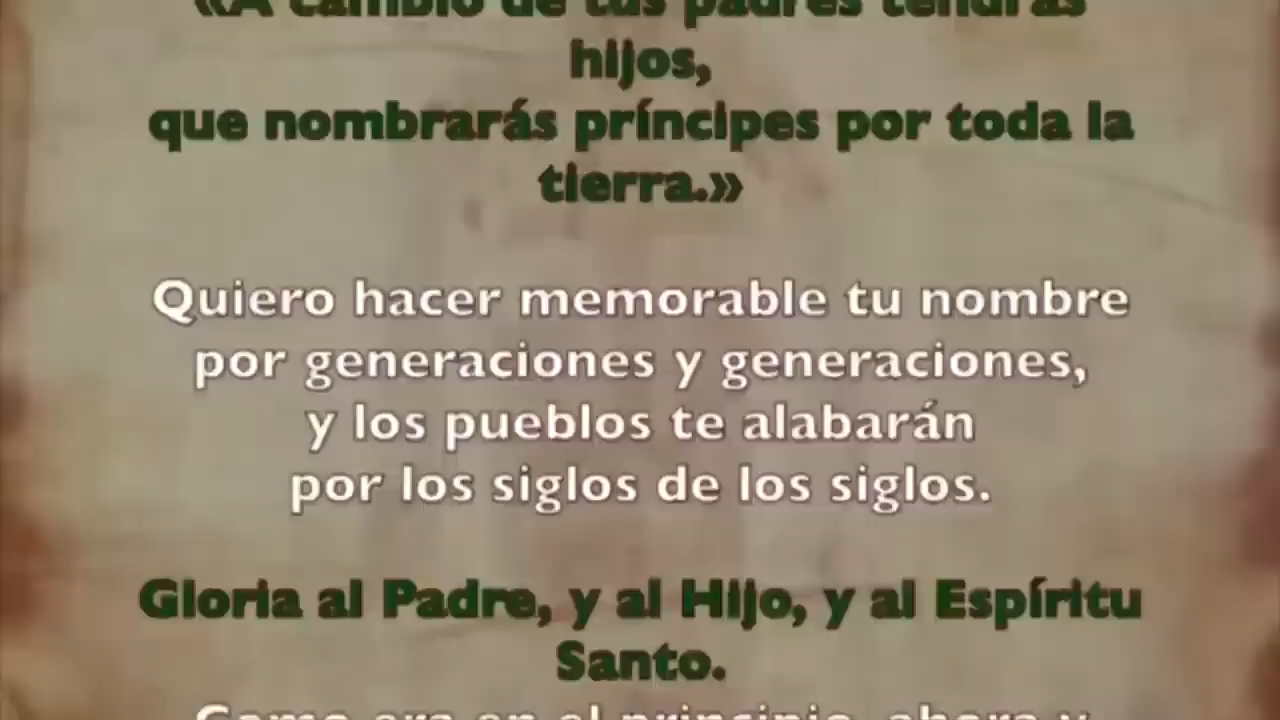 «A cambio de tus padres tendrás
hijos,
que nombrarás príncipes por toda la
tierra.»
Quiero hacer memorable tu nombre
por generaciones y generaciones,
y los pueblos te alabarán
por los siglos de los siglos.
Gloria al Padre, y al Hijo, y al Espíritu
Santo.
Como era en el principio, ahora y